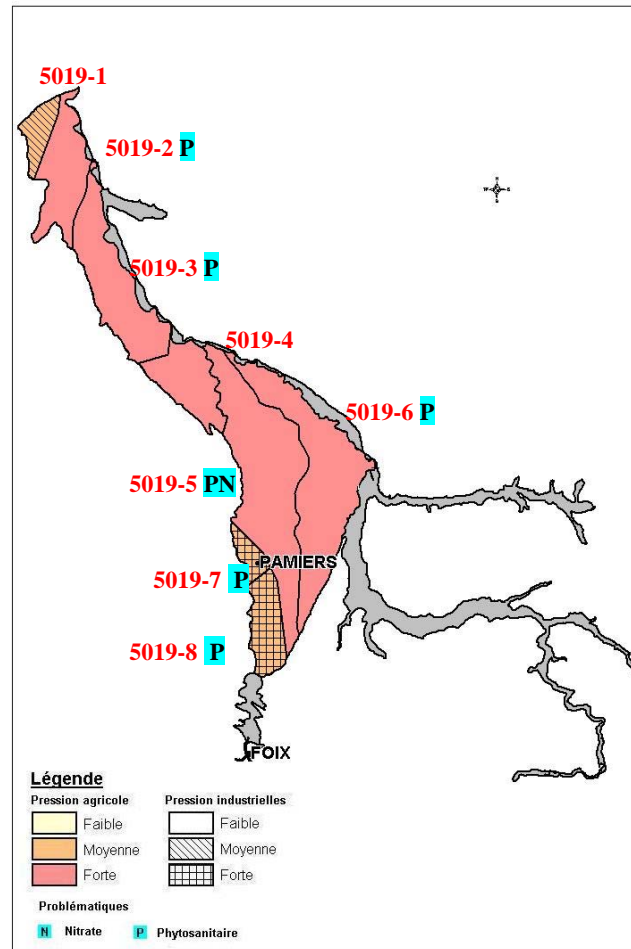 5019-1
5019-2 P
5019-3 P
5019-4
5019-6 P
5019-5 PN
PAMIERS
5019-7 P
5019-8 P
FOIX
Légende
Pression agricole Pression industrielles
Faible Faible
Moyenne Moyenne
Forte Forte
Problématiques
N Nitrate P Phytosanitaire